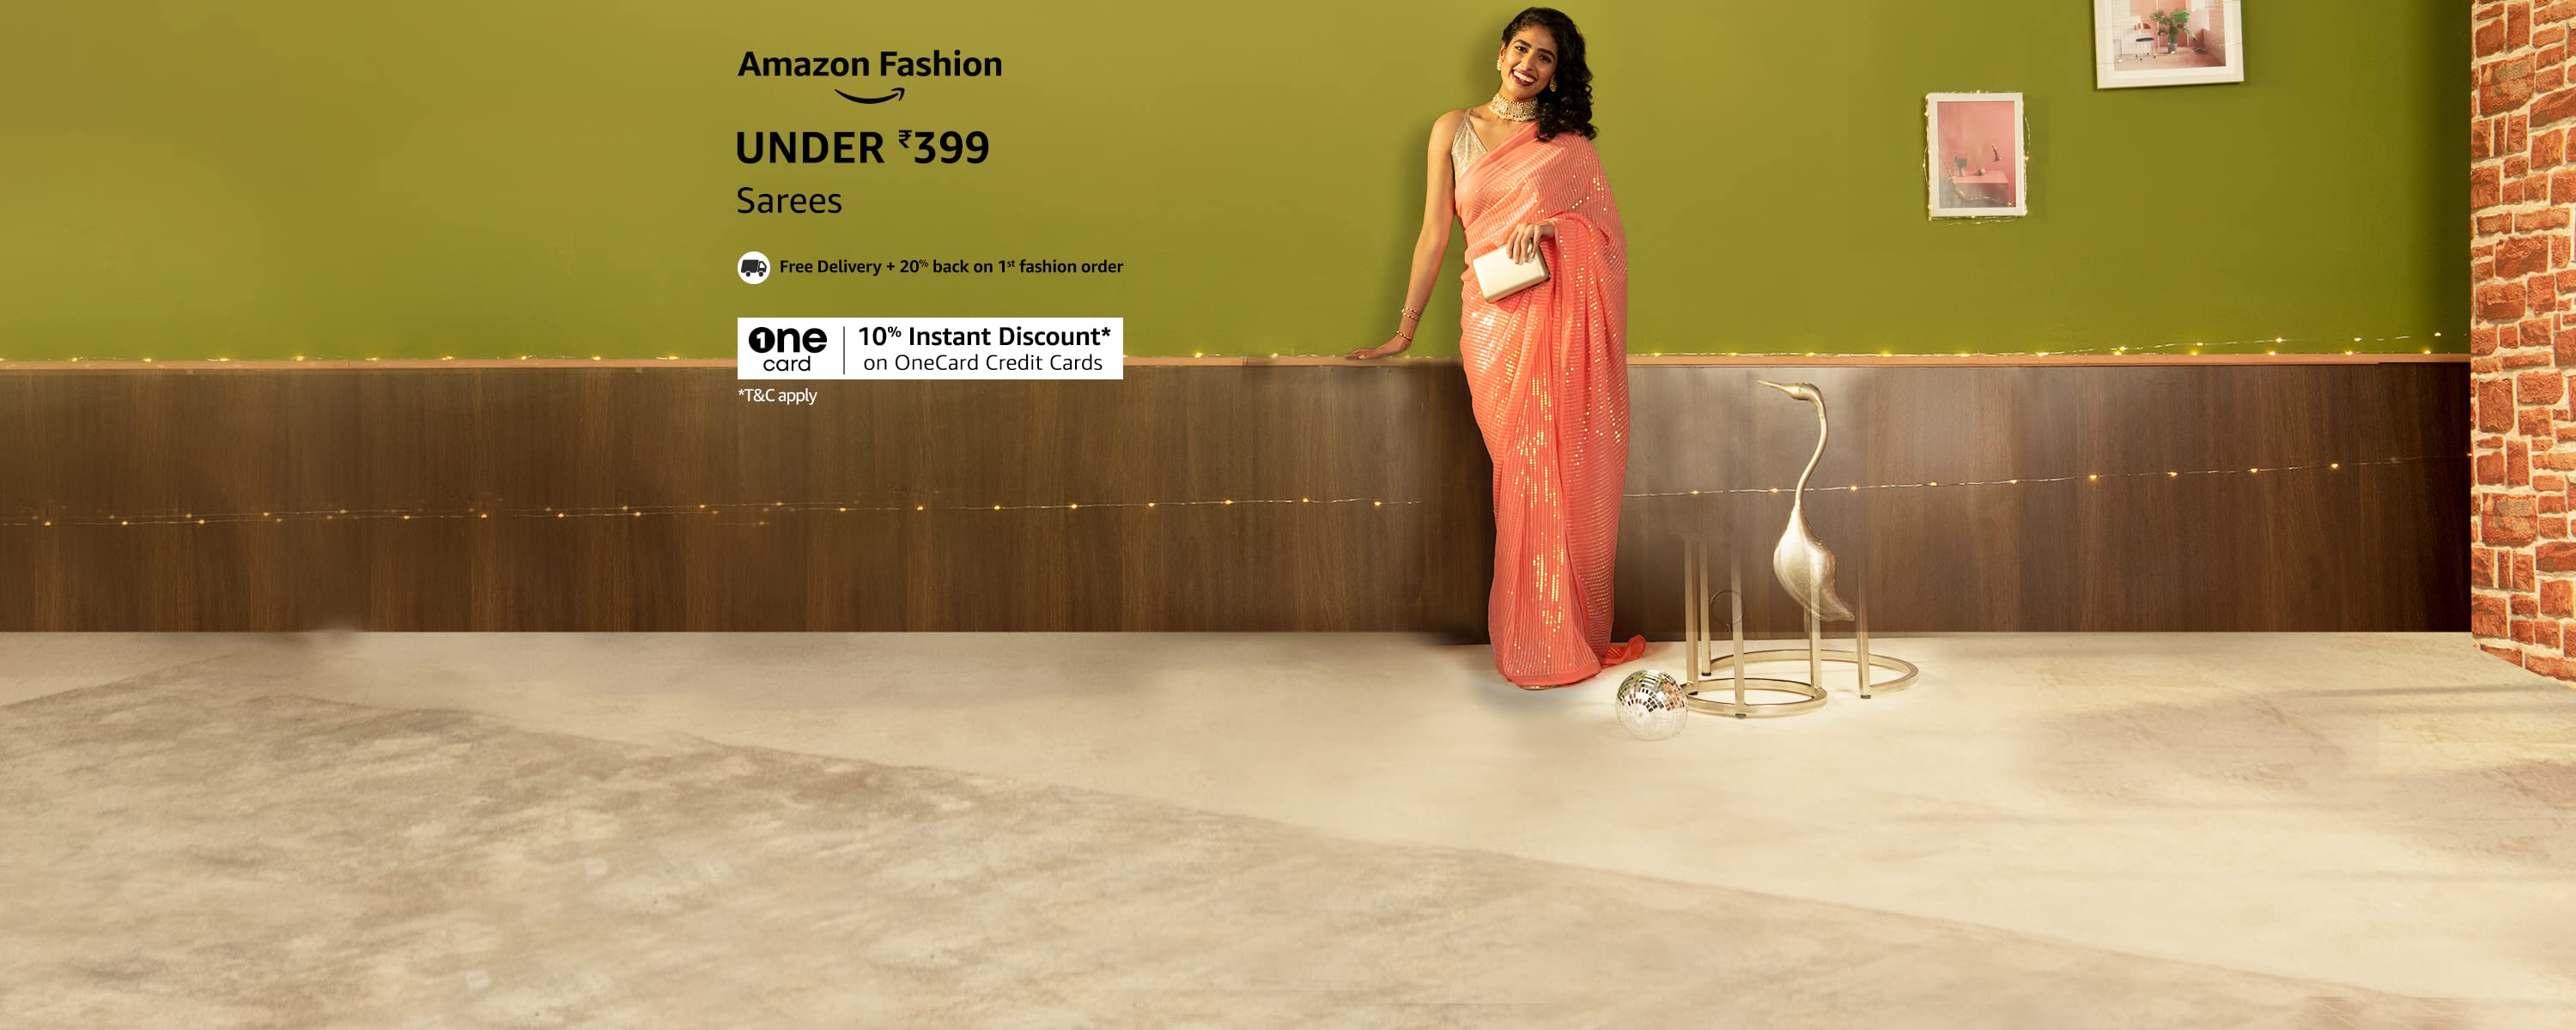 Amazon Fashion
UNDER ₹399
Sarees
Free Delivery + 20% back on 1st fashion order
One card
10% Instant Discount*
on OneCard Credit Cards
*T&C apply